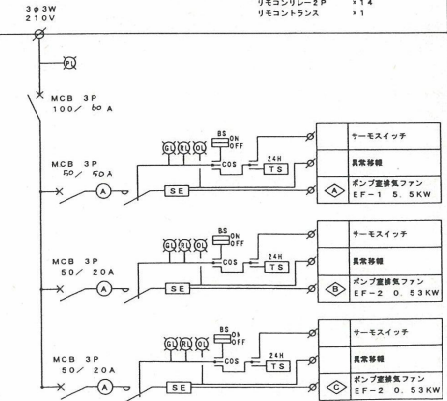 リモコンリレー2P ×14
リモコントランス ×1
3φ3W
210V
PL
MCB 3P
100/ 60 A
BS
ON
OFF
GL RL OL
COS
24H
TS
サーモスイッチ
異常移報
MCB 3P
50/ 50A
A
SE
A
ポンプ室排気ファン
EF-1 5.5KW
BS
ON
OFF
GL RL OL
COS
24H
TS
サーモスイッチ
異常移報
MCB 3P
50/ 20A
A
SE
B
ポンプ室排気ファン
EF-2 0.53KW
BS
ON
OFF
GL RL OL
COS
24H
TS
サーモスイッチ
異常移報
MCB 3P
50/ 20A
A
SE
C
ポンプ室排気ファン
EF-2 0.53KW